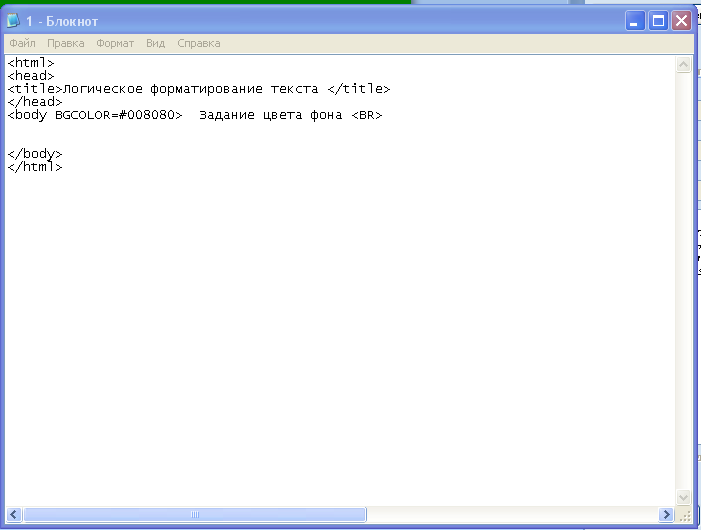 1 - Блокнот
Файл Правка Формат Вид Справка
<html>
<head>
<title>Логическое форматирование текста </title>
</head>
<body BGCOLOR=#008080>  Задание цвета фона <BR>
</body>
</html>